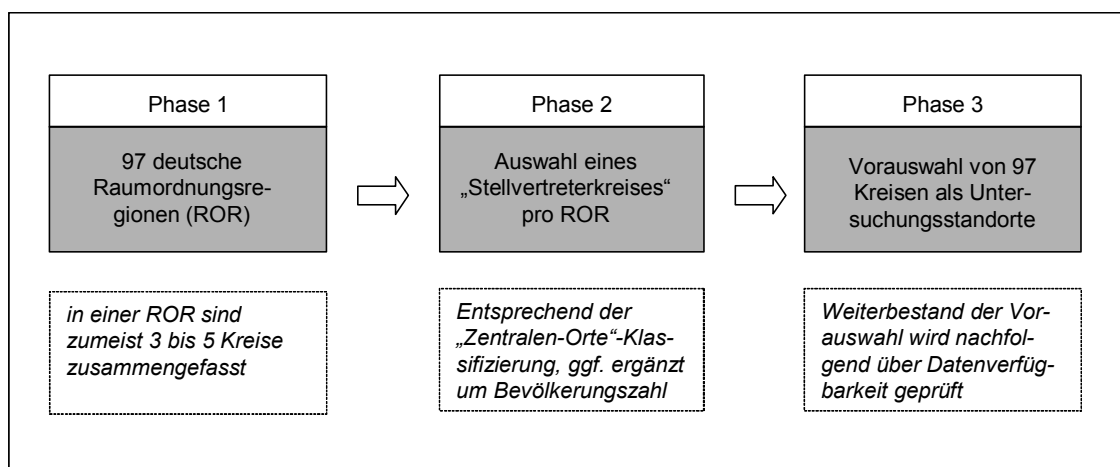 Phase 1
97 deutsche
Raumordnungsre-
gionen (ROR)
in einer ROR sind
zumeist 3 bis 5 Kreise
zusammengefasst
Phase 2
Auswahl eines
„Stellvertreterkreises“
pro ROR
Entsprechend der
„Zentralen-Orte“-Klas-
sifizierung, ggf. ergänzt
um Bevölkerungszahl
Phase 3
Vorauswahl von 97
Kreisen als Unter-
suchungsstandorte
Weiterbestand der Vor-
auswahl wird nachfol-
gend über Datenverfüg-
barkeit geprüft